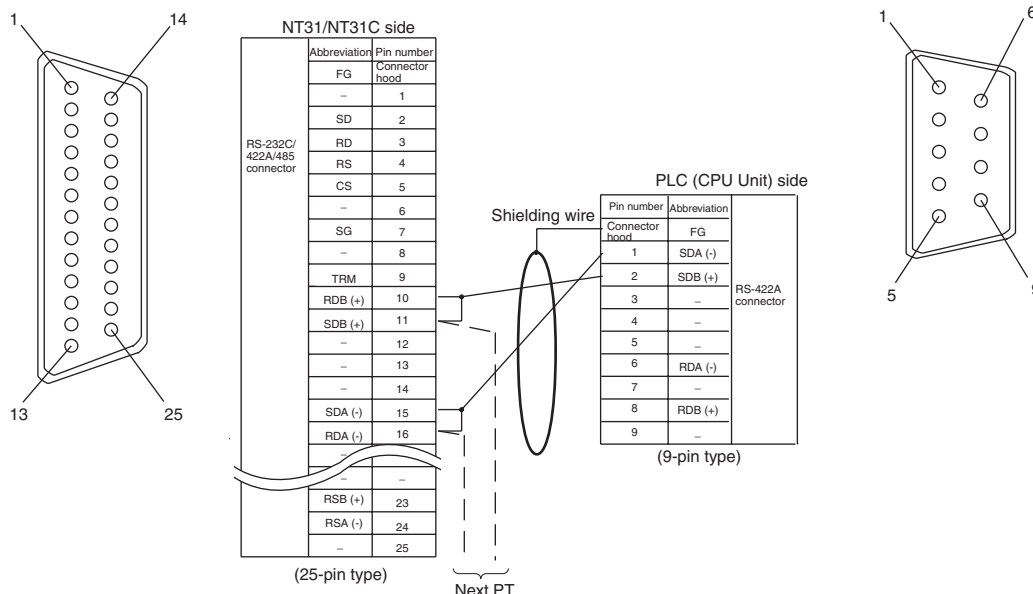 1
14
13
25
NT31/NT31C side
RS-232C/
422A/485
connector
Abbreviation Pin number
FG Connector hood
– 1
SD 2
RD 3
RS 4
CS 5
– 6
SG 7
– 8
TRM 9
RDB (+) 10
SDB (+) 11
– 12
– 13
– 14
SDA (-) 15
RDA (-) 16
–
– –
RSB (+) 23
RSA (-) 24
– 25
(25-pin type)
Next PT
Shielding wire
PLC (CPU Unit) side
Pin number Abbreviation
Connector hood FG
1 SDA (-)
2 SDB (+)
3 –
4 –
5 –
6 RDA (-)
7 –
8 RDB (+)
9 –
RS-422A
connector
(9-pin type)
1
6
5
9